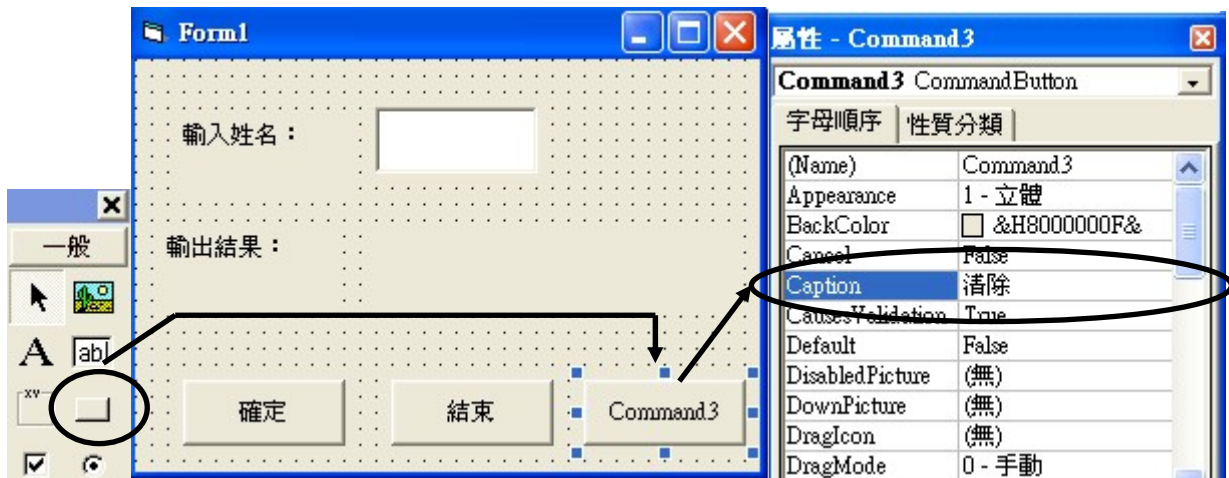 Form1
輸入姓名：
輸出結果：
確定
結束
Command3
一般
A
ab
xy
屬性 - Command3
Command3 CommandButton
字母順序
性質分類
(Name) Command3
Appearance 1 - 立體
BackColor &H8000000F&
Cancel False
Caption 清除
CausesValidation True
Default False
DisabledPicture (無)
DownPicture (無)
DragIcon (無)
DragMode 0 - 手動